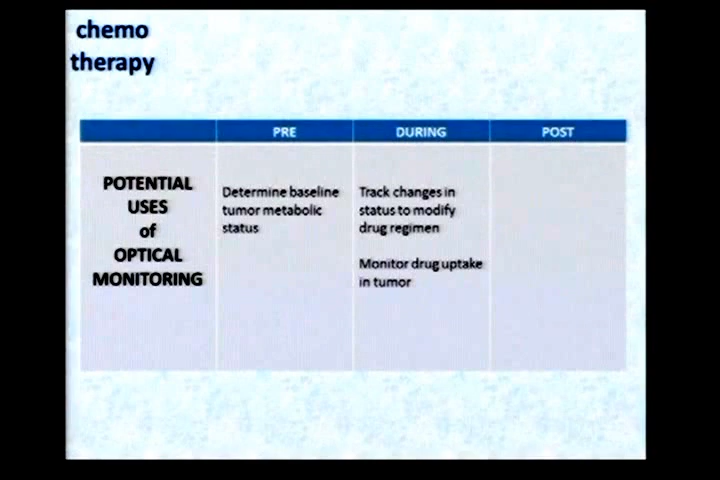 chemo
therapy
PRE DURING POST
POTENTIAL
USES
of
OPTICAL
MONITORING
Determine baseline
tumor metabolic
status
Track changes in
status to modify
drug regimen
Monitor drug uptake
in tumor